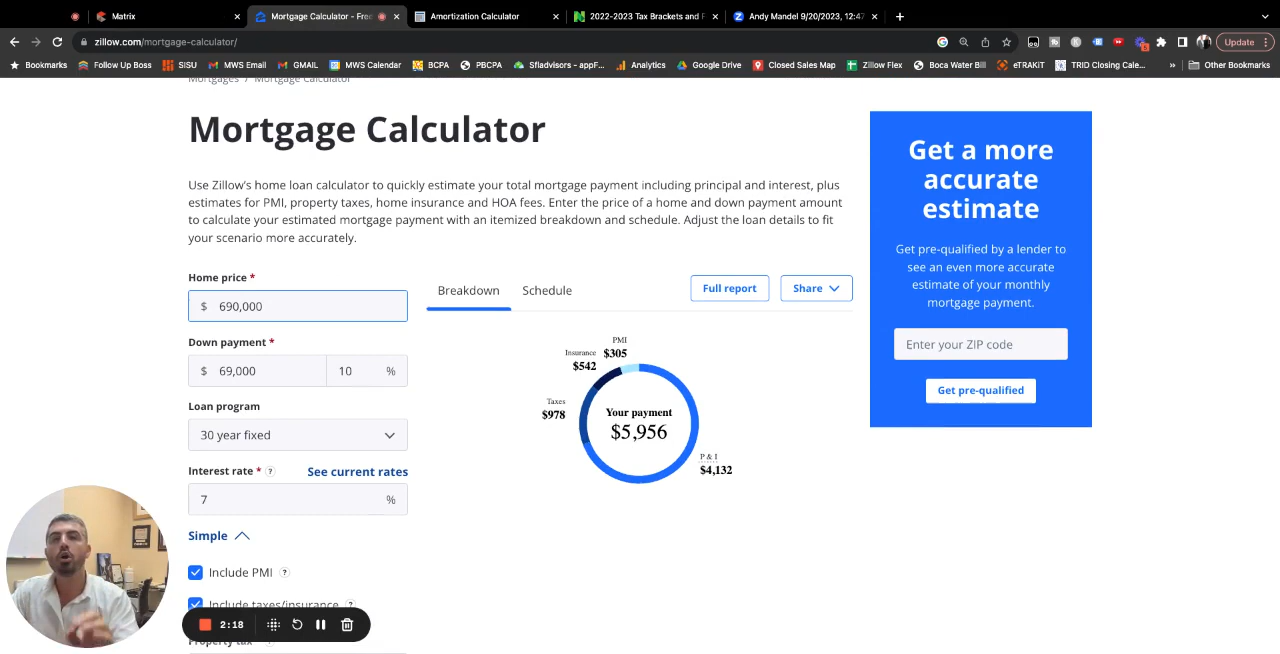 Matrix
Mortgage Calculator - Free
Amortization Calculator
2022-2023 Tax Brackets and F
Andy Mandel 9/20/2023, 12:47
zillow.com/mortgage-calculator/
Update
Bookmarks
Follow Up Boss
SISU
MWS Email
GMAIL
MWS Calendar
BCPA
PBCPA
Sfladvisors - appF...
Analytics
Google Drive
Closed Sales Map
Zillow Flex
Boca Water Bill
eTRAKiT
TRID Closing Cale...
»
Other Bookmarks
Mortgages / Mortgage Calculator
Mortgage Calculator
Use Zillow's home loan calculator to quickly estimate your total mortgage payment including principal and interest, plus
estimates for PMI, property taxes, home insurance and HOA fees. Enter the price of a home and down payment amount
to calculate your estimated mortgage payment with an itemized breakdown and schedule. Adjust the loan details to fit
your scenario more accurately.
Home price *
$ 690,000
Down payment *
$ 69,000 10 %
Loan program
30 year fixed
Interest rate * ? See current rates
7 %
Simple
Include PMI ?
Include taxes/insurance ?
2:18
Property tax
Breakdown
Schedule
Full report
Share
PMI
$305
Insurance
$542
Taxes
$978
Your payment
$5,956
P & I
$4,132
Get a more
accurate
estimate
Get pre-qualified by a lender to
see an even more accurate
estimate of your monthly
mortgage payment.
Enter your ZIP code
Get pre-qualified